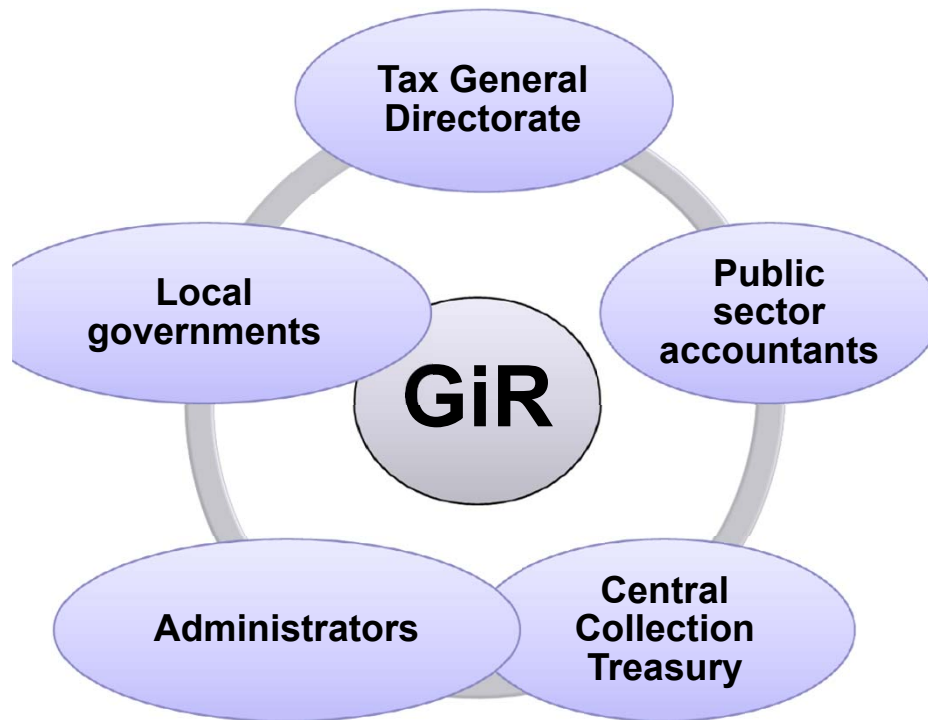 Tax General
Directorate
Local
governments
Public
sector
accountants
GiR
Administrators
Central
Collection
Treasury